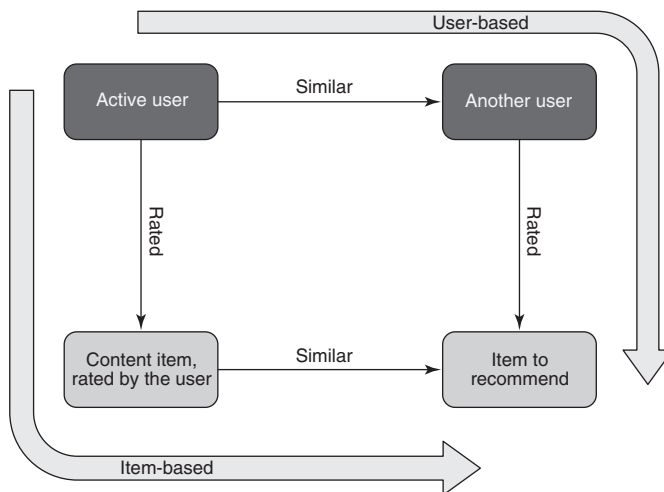 User-based
Active user
Similar
Another user
Rated
Rated
Content item,
rated by the user
Similar
Item to
recommend
Item-based